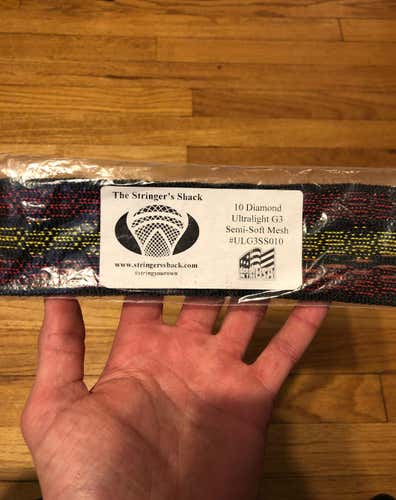 The Stringer's Shack
www.stringersshack.com
#stringyourown
10 Diamond
Ultralight G3
Semi-Soft Mesh
#ULG3SS010